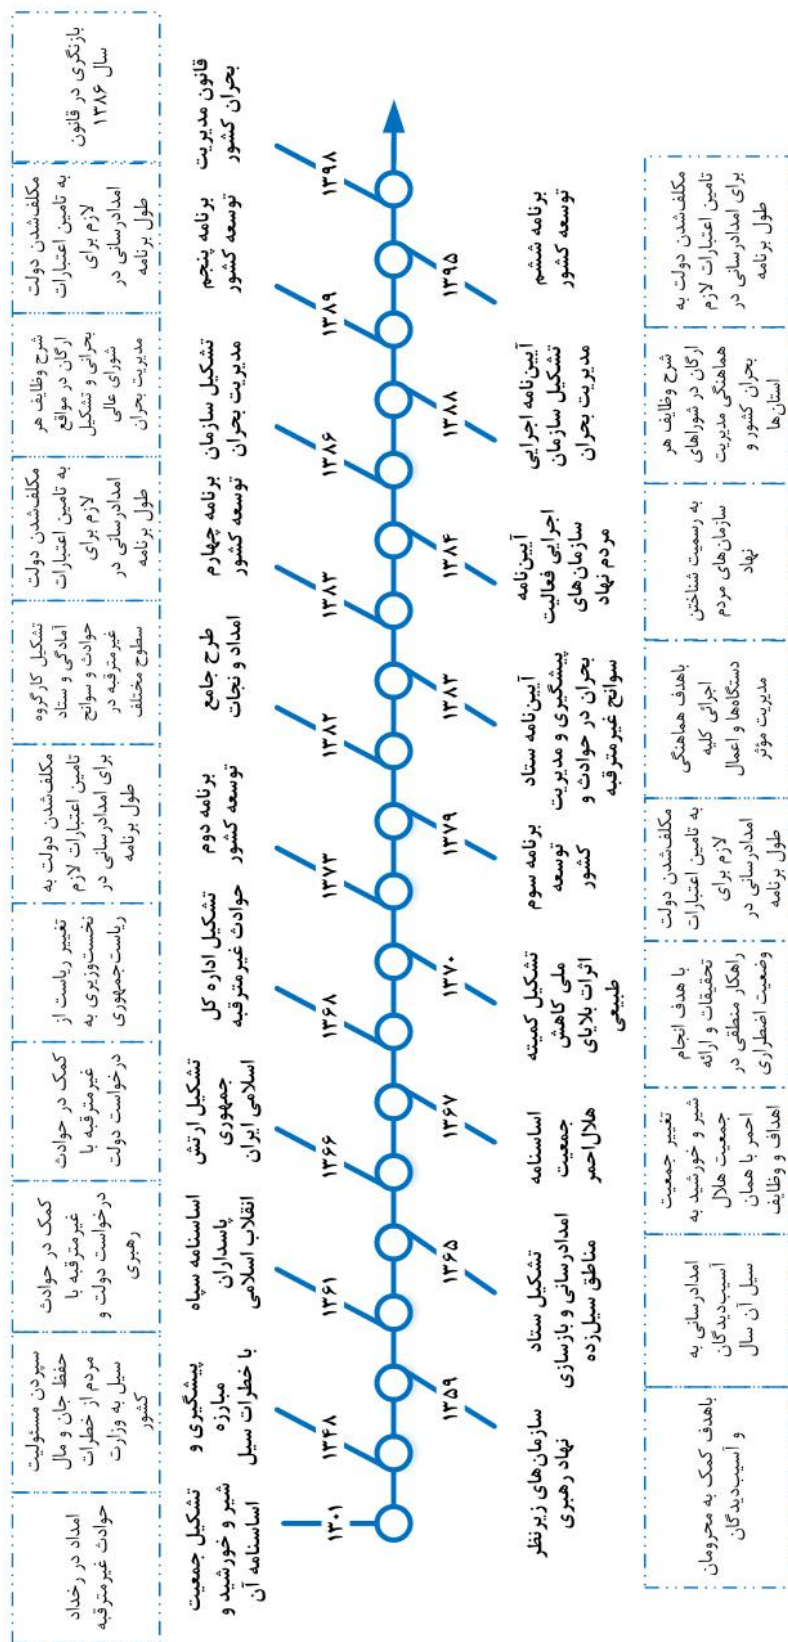 امداد در رخداد
حوادث غیرمترقبه
سپردن مسئولیت
حفظ جان و مال
مردم از خطرات
سیل به وزارت
کشور
کمک در حوادث
غیرمترقبه با
درخواست دولت و
رهبری
کمک در حوادث
غیرمترقبه با
درخواست دولت
تغییر ریاست از
نخست‌وزیری به
ریاست‌جمهوری
مکلف‌شدن دولت به
تامین اعتبارات لازم
برای امدادرسانی در
طول برنامه
تشکیل کارگروه
آمادگی و ستاد
حوادث و سوانح
غیرمترقبه در
سطوح مختلف
مکلف‌شدن دولت
به تامین اعتبارات
لازم برای
امدادرسانی در
طول برنامه
شرح وظایف هر
ارگان در مواقع
بحرانی و تشکیل
شورای عالی
مدیریت بحران
مکلف‌شدن دولت
به تامین اعتبارات
لازم برای
امدادرسانی در
طول برنامه
بازنگری در قانون
سال ۱۳۸۶
تشکیل جمعیت
شیر و خورشید و
اساسنامه آن
پیشگیری و
مبارزه
با خطرات سیل
اساسنامه سپاه
پاسداران
انقلاب اسلامی
تشکیل ارتش
جمهوری
اسلامی ایران
تشکیل اداره کل
حوادث غیرمترقبه
برنامه دوم
توسعه کشور
طرح جامع
امداد و نجات
برنامه چهارم
توسعه کشور
تشکیل سازمان
مدیریت بحران
برنامه پنجم
توسعه کشور
قانون مدیریت
بحران کشور
۱۳۰۱
۱۳۴۸
۱۳۶۱
۱۳۶۶
۱۳۶۸
۱۳۷۳
۱۳۸۲
۱۳۸۳
۱۳۸۶
۱۳۸۹
۱۳۹۸
۱۳۵۹
۱۳۶۵
۱۳۶۷
۱۳۷۰
۱۳۷۹
۱۳۸۳
۱۳۸۴
۱۳۸۸
۱۳۹۵
سازمان‌های زیرنظر
نهاد رهبری
تشکیل ستاد
امدادرسانی و بازسازی
مناطق سیل‌زده
اساسنامه
جمعیت
هلال‌احمر
تشکیل کمیته
ملی کاهش
اثرات بلایای
طبیعی
برنامه سوم
توسعه
کشور
آیین‌نامه ستاد
پیشگیری و مدیریت
بحران در حوادث و
سوانح غیرمترقبه
آیین‌نامه
اجرایی فعالیت
سازمان‌های
مردم نهاد
آیین‌نامه اجرایی
تشکیل سازمان
مدیریت بحران
برنامه ششم
توسعه کشور
باهدف کمک به محرومان
و آسیب‌دیدگان
امدادرسانی به
آسیب‌دیدگان
سیل آن سال
تغییر جمعیت
شیر و خورشید به
جمعیت هلال
احمر با همان
اهداف و وظایف
با هدف انجام
تحقیقات و ارائه
راهکار منطقی در
وضعیت اضطراری
مکلف‌شدن دولت
به تامین اعتبارات
لازم برای
امدادرسانی در
طول برنامه
باهدف هماهنگی
اجرائی کلیه
دستگاه‌ها و اعمال
مدیریت مؤثر
به رسمیت شناختن
سازمان‌های مردم
نهاد
شرح وظایف هر
ارگان در شوراهای
هماهنگی مدیریت
بحران کشور و
استان‌ها
مکلف‌شدن دولت به
تامین اعتبارات لازم
برای امدادرسانی در
طول برنامه